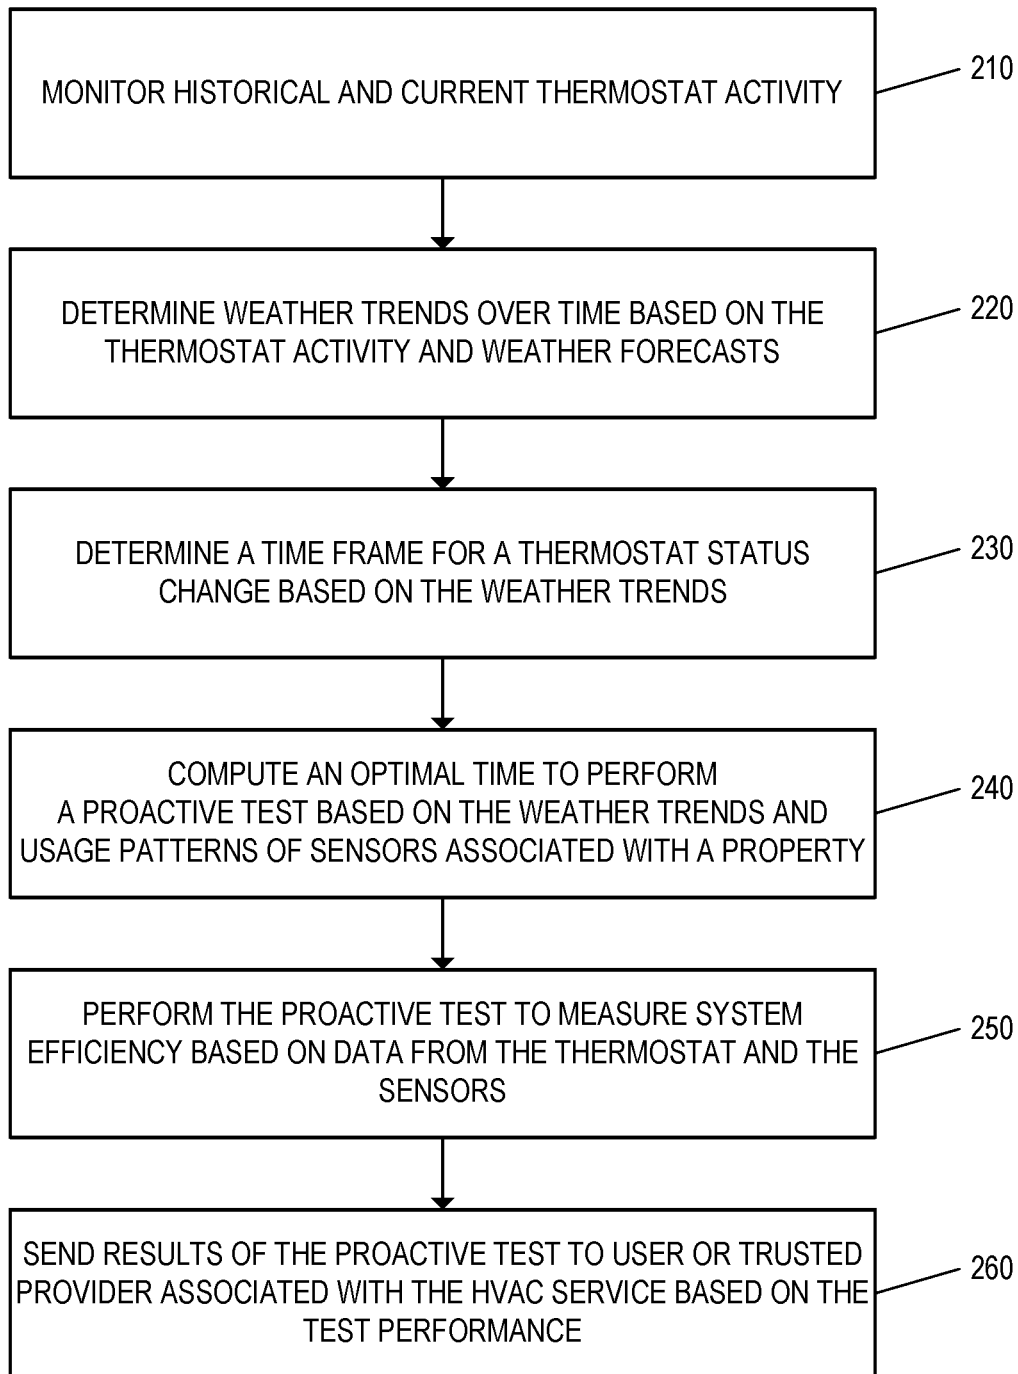 MONITOR HISTORICAL AND CURRENT THERMOSTAT ACTIVITY
210
DETERMINE WEATHER TRENDS OVER TIME BASED ON THE
THERMOSTAT ACTIVITY AND WEATHER FORECASTS
220
DETERMINE A TIME FRAME FOR A THERMOSTAT STATUS
CHANGE BASED ON THE WEATHER TRENDS
230
COMPUTE AN OPTIMAL TIME TO PERFORM
A PROACTIVE TEST BASED ON THE WEATHER TRENDS AND
USAGE PATTERNS OF SENSORS ASSOCIATED WITH A PROPERTY
240
PERFORM THE PROACTIVE TEST TO MEASURE SYSTEM
EFFICIENCY BASED ON DATA FROM THE THERMOSTAT AND THE
SENSORS
250
SEND RESULTS OF THE PROACTIVE TEST TO USER OR TRUSTED
PROVIDER ASSOCIATED WITH THE HVAC SERVICE BASED ON THE
TEST PERFORMANCE
260